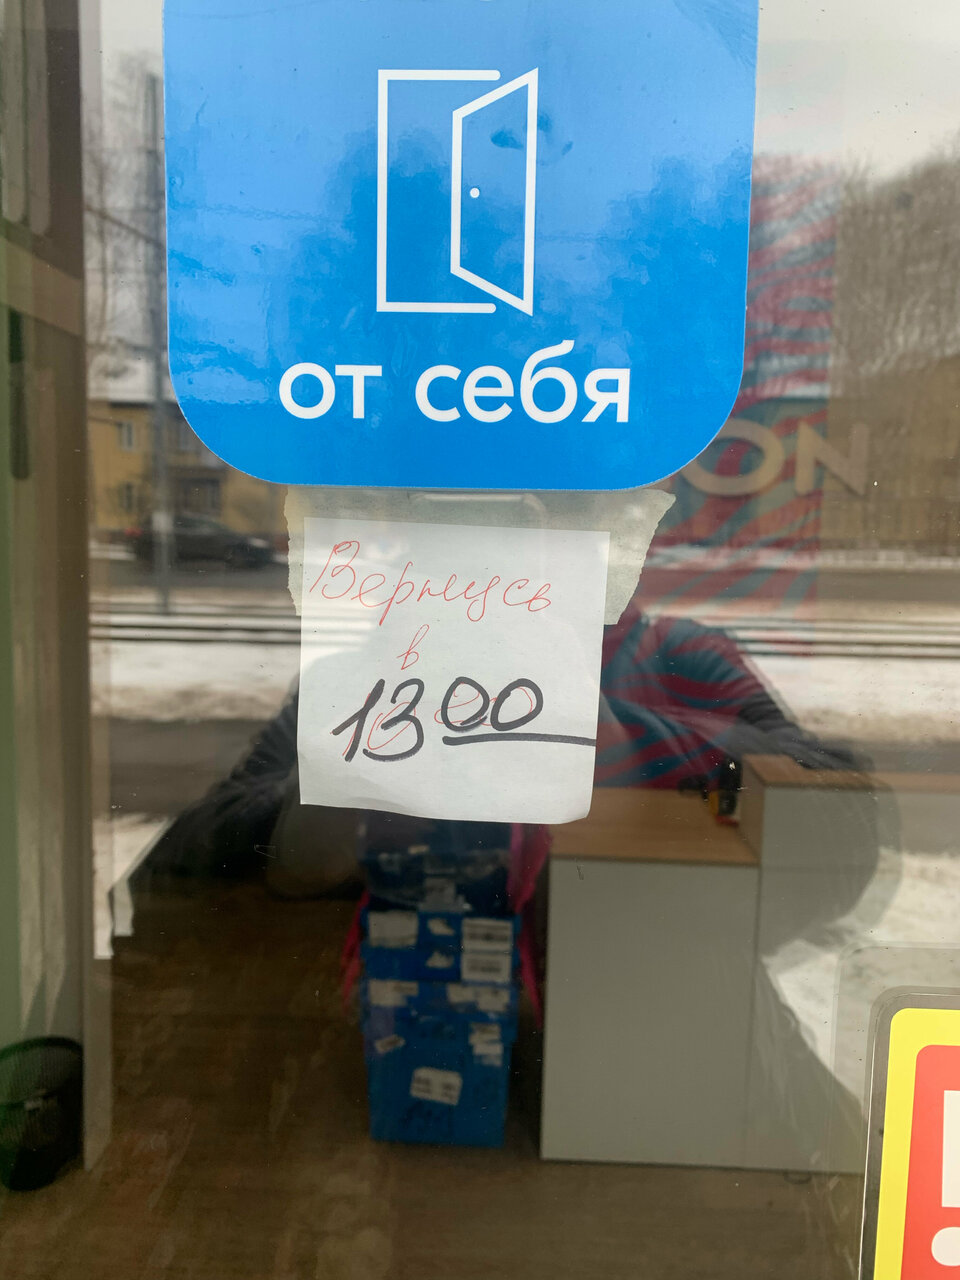 от себя
Вернусь
в
13 00